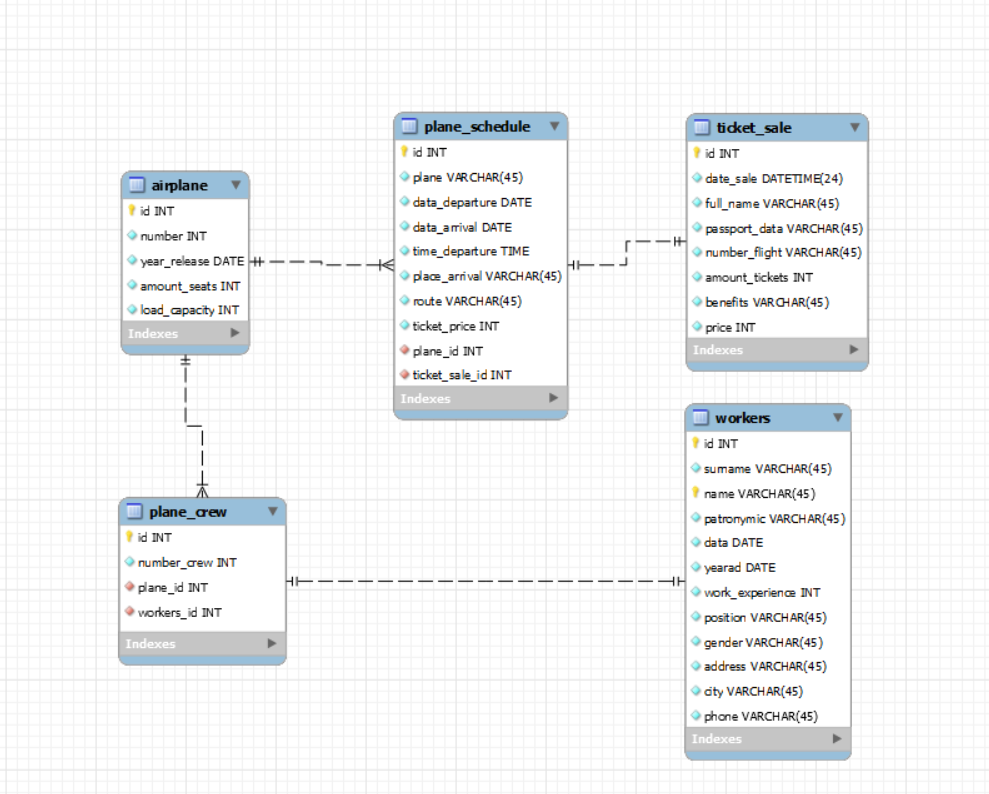 airplane
id INT
number INT
year_release DATE
amount_seats INT
load_capacity INT
Indexes
plane_schedule
id INT
plane VARCHAR(45)
data_departure DATE
data_arrival DATE
time_departure TIME
place_arrival VARCHAR(45)
route VARCHAR(45)
ticket_price INT
plane_id INT
ticket_sale_id INT
Indexes
ticket_sale
id INT
date_sale DATETIME(24)
full_name VARCHAR(45)
passport_data VARCHAR(45)
number_flight VARCHAR(45)
amount_tickets INT
benefits VARCHAR(45)
price INT
Indexes
plane_crew
id INT
number_crew INT
plane_id INT
workers_id INT
Indexes
workers
id INT
surname VARCHAR(45)
name VARCHAR(45)
patronymic VARCHAR(45)
data DATE
yearad DATE
work_experience INT
position VARCHAR(45)
gender VARCHAR(45)
address VARCHAR(45)
city VARCHAR(45)
phone VARCHAR(45)
Indexes